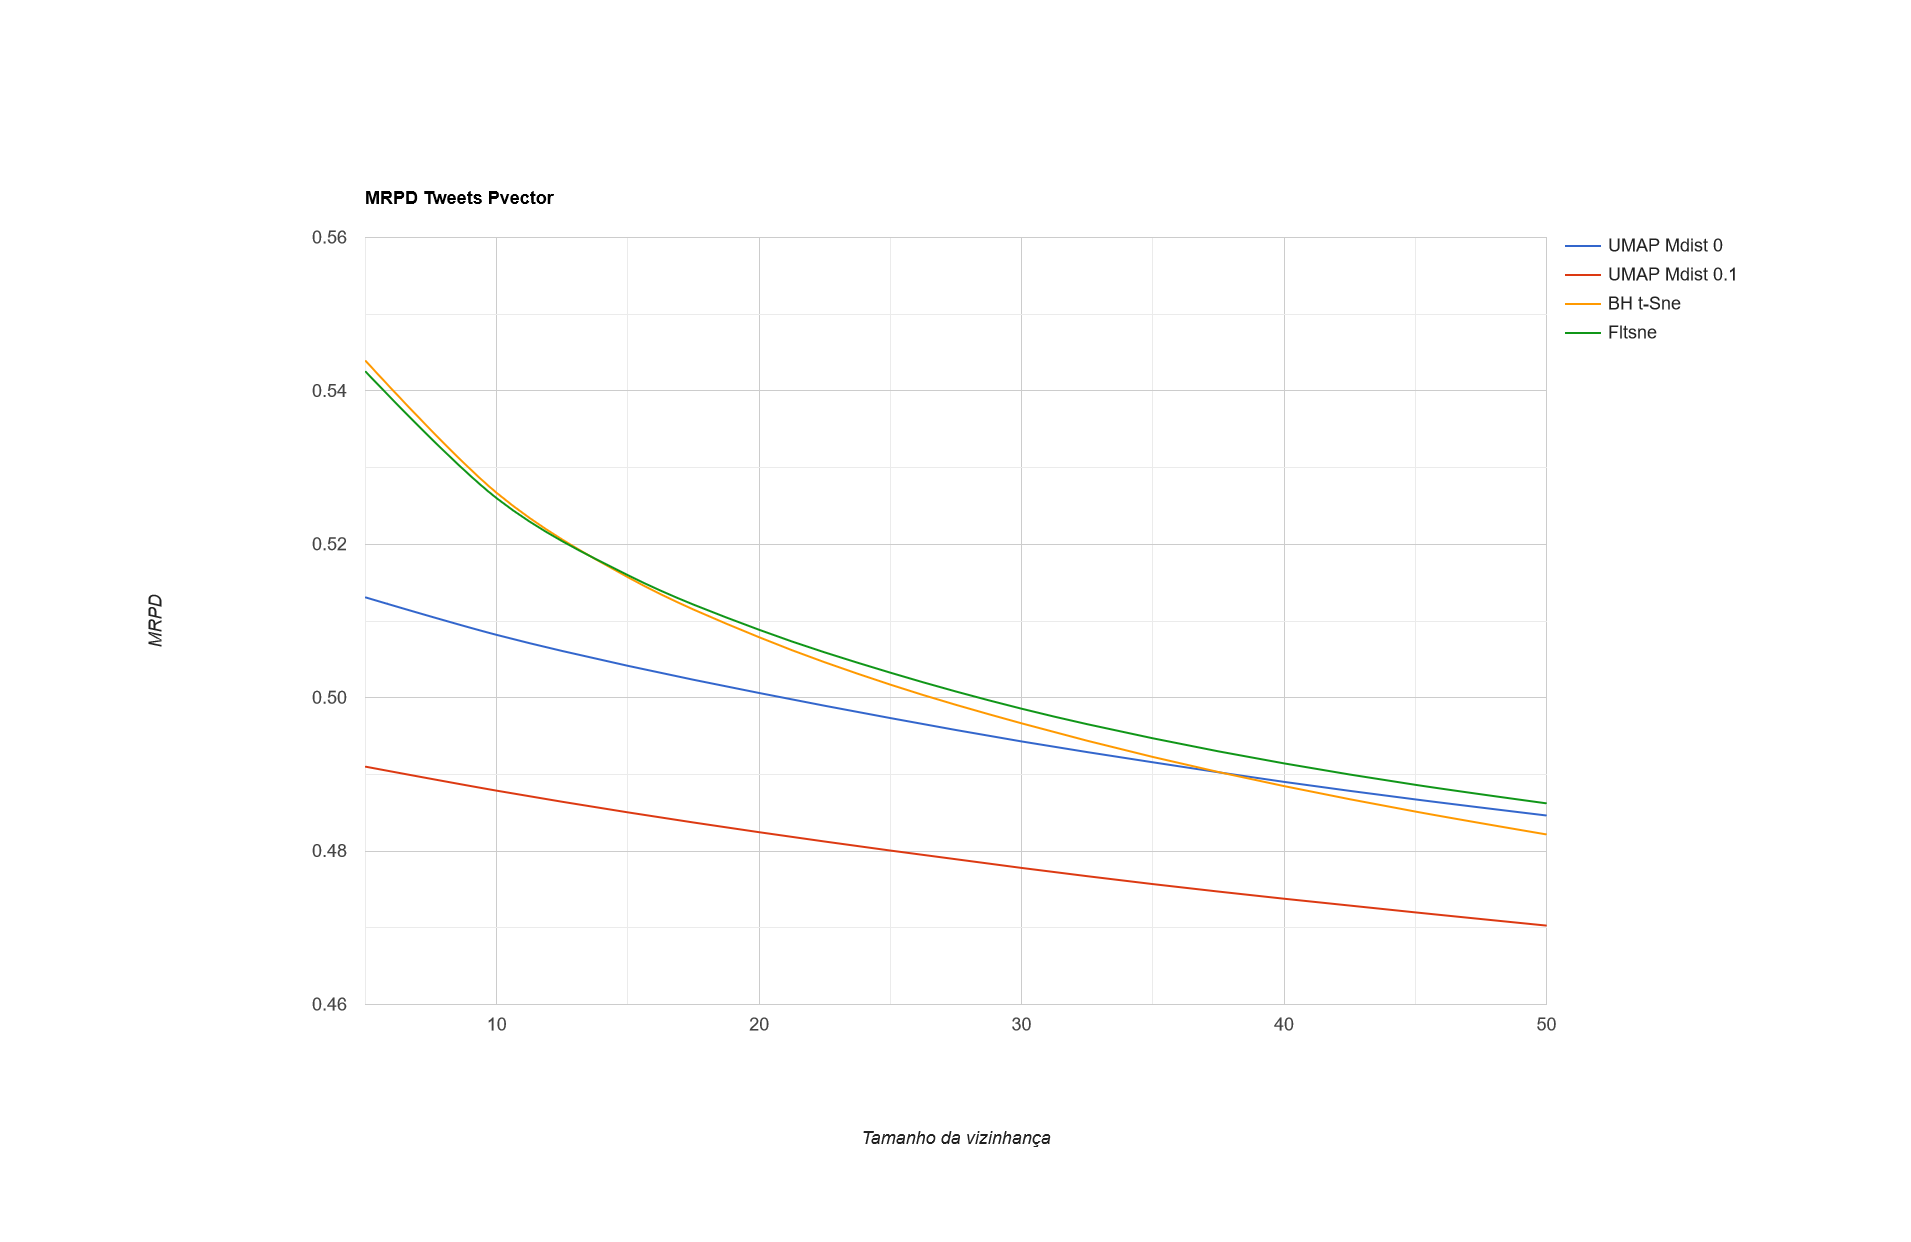 MRPD Tweets Pvector
0.56
0.54
0.52
0.50
0.48
0.46
MRPD
10 20 30 40 50
Tamanho da vizinhança
UMAP Mdist 0
UMAP Mdist 0.1
BH t-Sne
FItsne